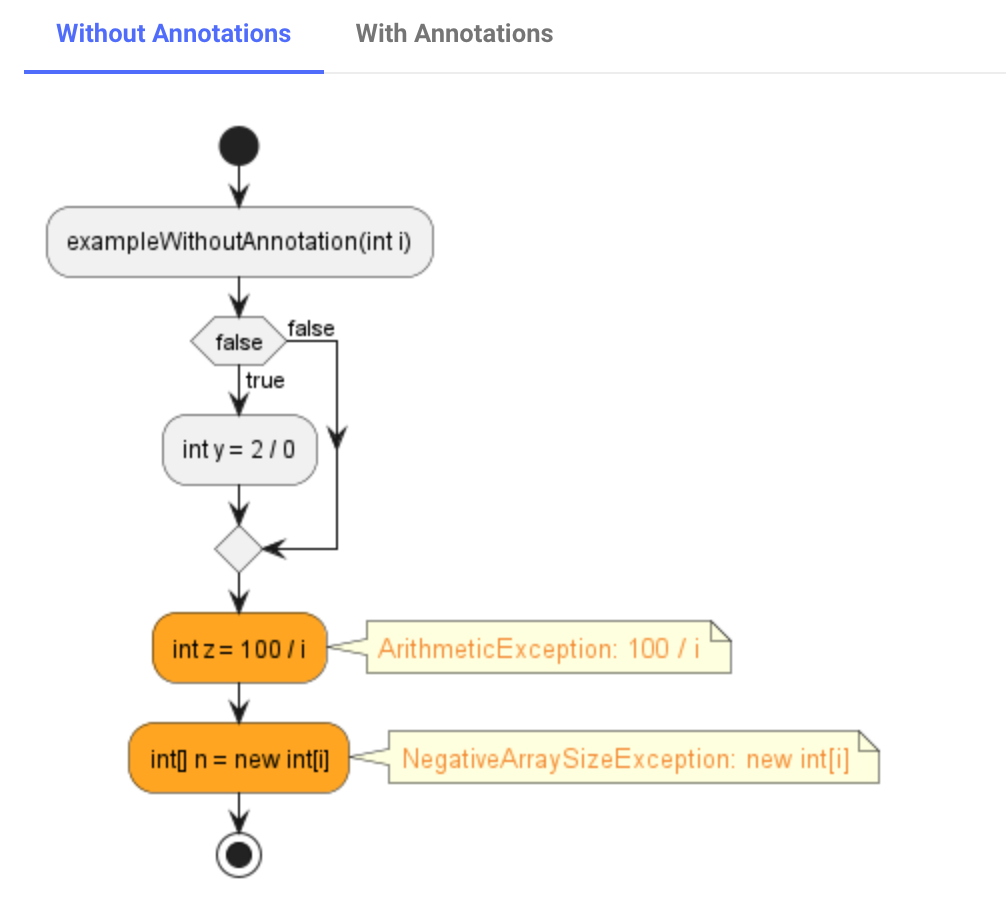 Without Annotations
With Annotations
exampleWithoutAnnotation(int i)
false
false
true
int y = 2 / 0
int z = 100 / i
ArithmeticException: 100 / i
int[] n = new int[i]
NegativeArraySizeException: new int[i]